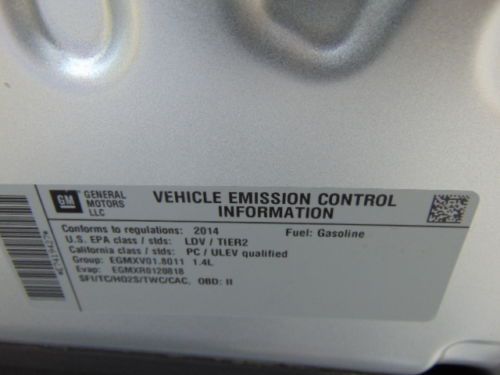 GM
GENERAL
MOTORS
LLC
VEHICLE EMISSION CONTROL
INFORMATION
Conforms to regulations: 2014 Fuel: Gasoline
U.S. EPA class / stds: LDV / TIER2
California class / stds: PC / ULEV qualified
Group: EGMXV01.8011 1.4L
Evap: EGMXR0120818
SFI/TC/HO2S/TWC/CAC, OBD: II